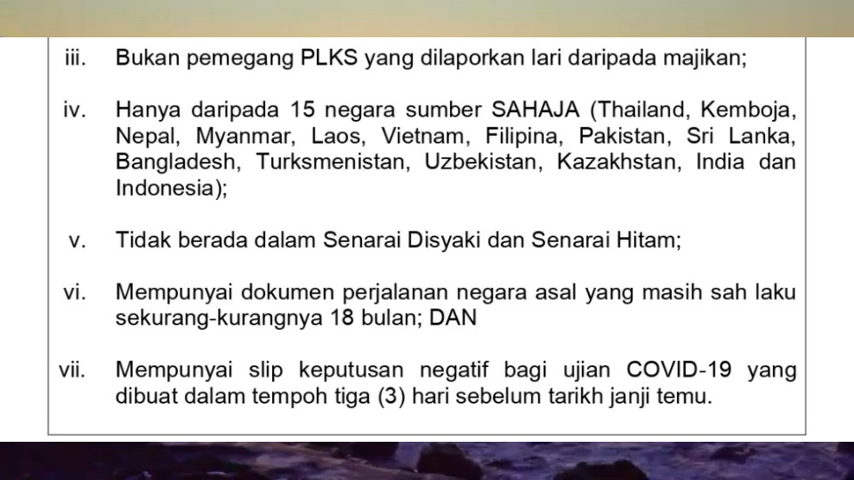 iii. Bukan pemegang PLKS yang dilaporkan lari daripada majikan;
iv. Hanya daripada 15 negara sumber SAHAJA (Thailand, Kemboja,
Nepal, Myanmar, Laos, Vietnam, Filipina, Pakistan, Sri Lanka,
Bangladesh, Turksmenistan, Uzbekistan, Kazakhstan, India dan
Indonesia);
v. Tidak berada dalam Senarai Disyaki dan Senarai Hitam;
vi. Mempunyai dokumen perjalanan negara asal yang masih sah laku
sekurang-kurangnya 18 bulan; DAN
vii. Mempunyai slip keputusan negatif bagi ujian COVID-19 yang
dibuat dalam tempoh tiga (3) hari sebelum tarikh janji temu.